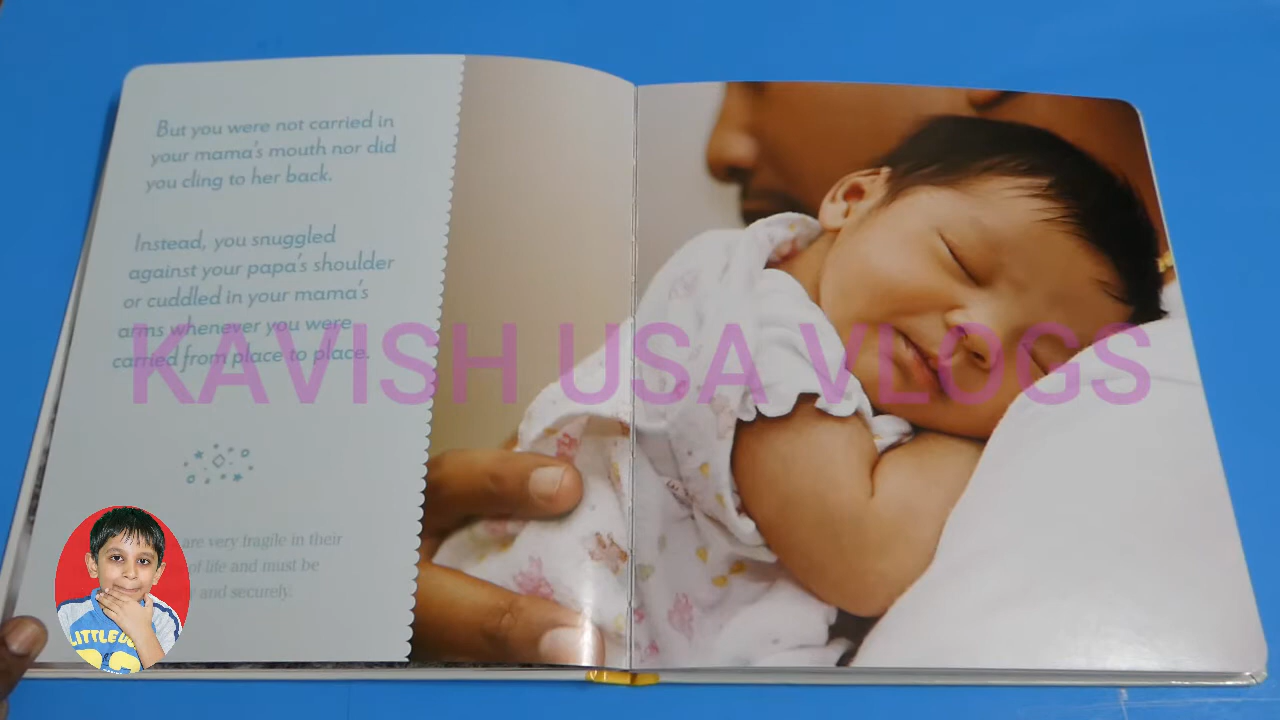 But you were not carried in
your mama's mouth nor did
you cling to her back.
Instead, you snuggled
against your papa's shoulder
or cuddled in your mama's
arms whenever you were
carried from place to place.
KAVISH USA VLOGS
are very fragile in their
of life and must be
and securely.
LITTLE